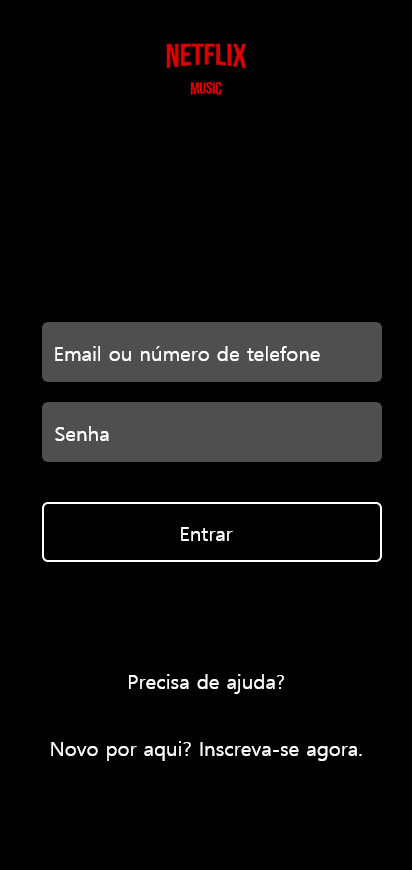 NETFLIX
MUSIC
Email ou número de telefone
Senha
Entrar
Precisa de ajuda?
Novo por aqui? Inscreva-se agora.